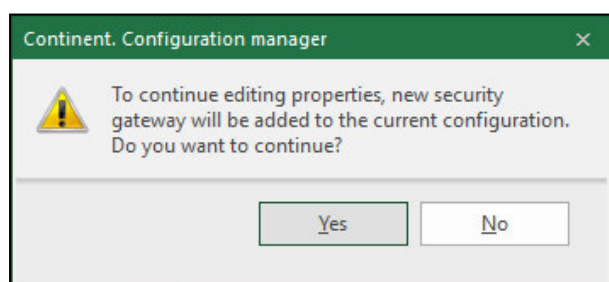 Continent. Configuration manager
To continue editing properties, new security
gateway will be added to the current configuration.
Do you want to continue?
Yes
No